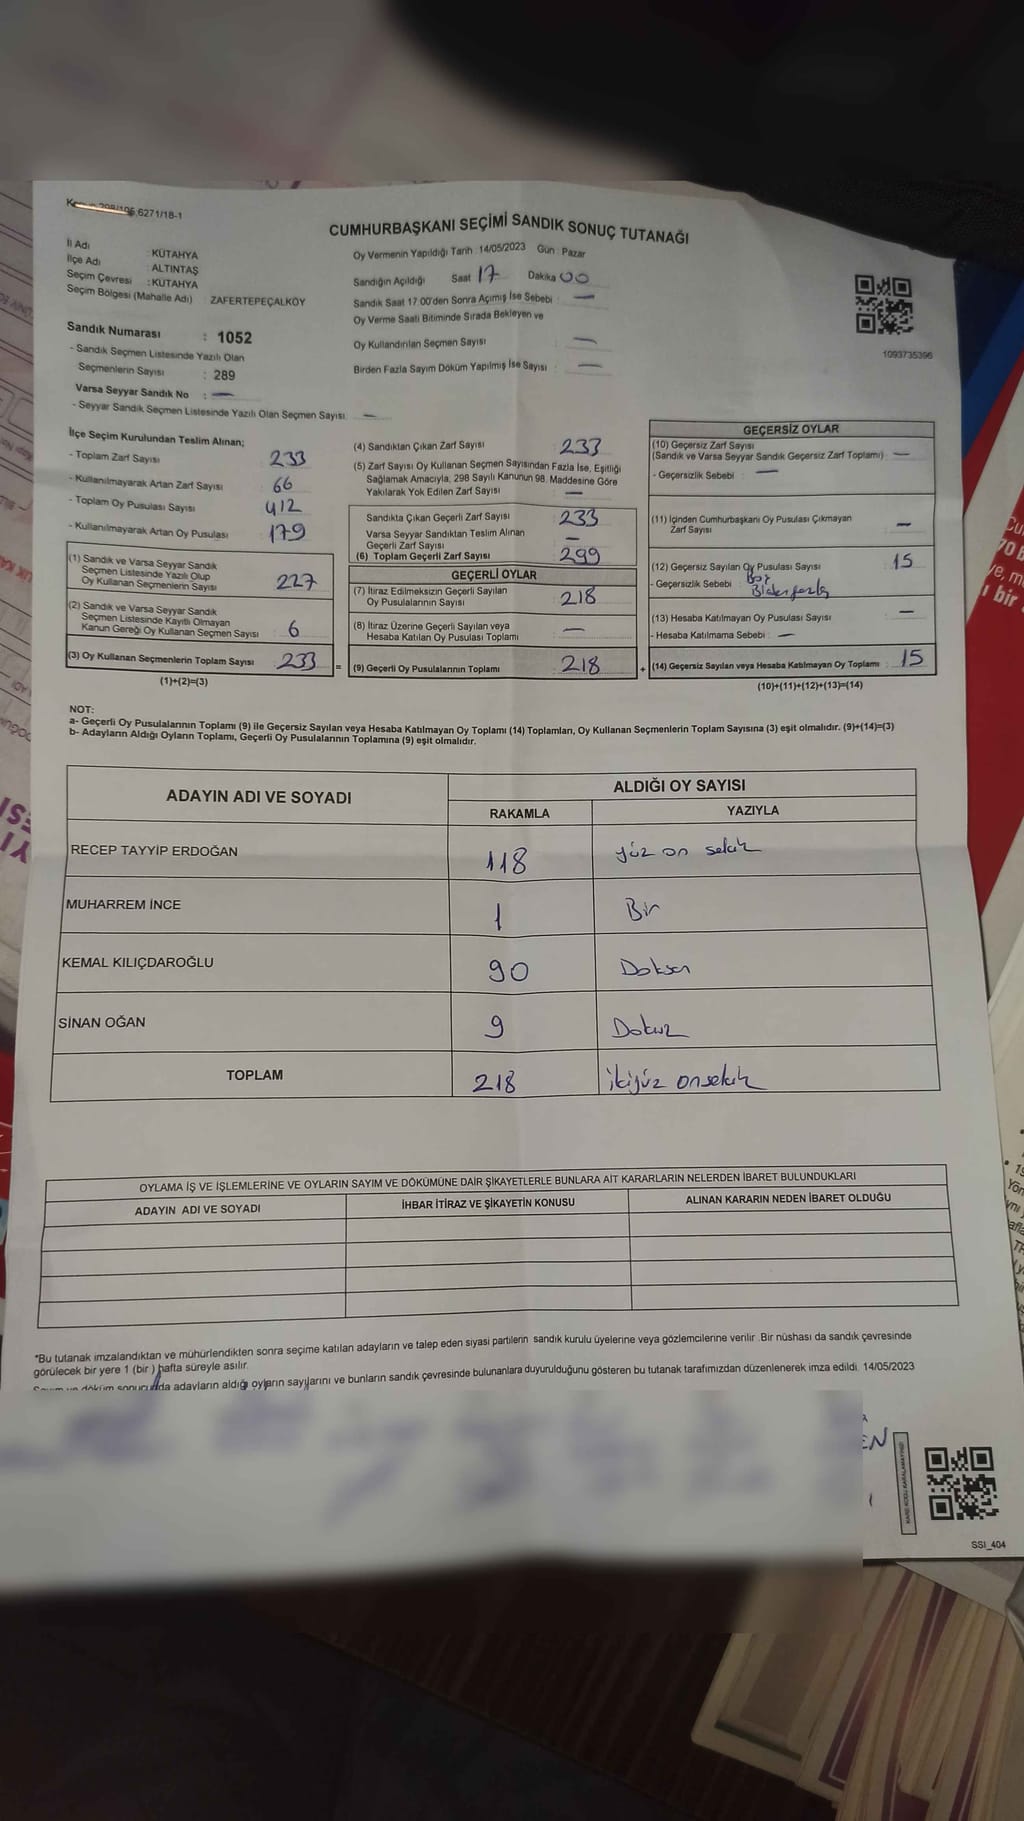 6271/18-1
CUMHURBAŞKANI SEÇİMİ SANDIK SONUÇ TUTANAĞI
İl Adı : KÜTAHYA
İlçe Adı : ALTINTAŞ
Seçim Çevresi : KÜTAHYA
Seçim Bölgesi (Mahalle Adı) : ZAFERTEPEÇALKÖY
Sandık Numarası : 1052
- Sandık Seçmen Listesinde Yazılı Olan
Seçmenlerin Sayısı : 289
Varsa Seyyar Sandık No : —
- Seyyar Sandık Seçmen Listesinde Yazılı Olan Seçmen Sayısı : —
Oy Vermenin Yapıldığı Tarih : 14/05/2023 Gün : Pazar
Sandığın Açıldığı Saat 17 Dakika 00
Sandık Saat 17.00'den Sonra Açımış İse Sebebi : —
Oy Verme Saati Bitiminde Sırada Bekleyen ve
Oy Kullandırılan Seçmen Sayısı : —
Birden Fazla Sayım Döküm Yapılmış İse Sayısı : —
1093735396
İlçe Seçim Kurulundan Teslim Alınan;
- Toplam Zarf Sayısı 233
- Kullanılmayarak Artan Zarf Sayısı : 66
- Toplam Oy Pusulası Sayısı : 412
- Kullanılmayarak Artan Oy Pusulası : 179
(1) Sandık ve Varsa Seyyar Sandık
Seçmen Listesinde Yazılı Olup
Oy Kullanan Seçmenlerin Sayısı : 227
(2) Sandık ve Varsa Seyyar Sandık
Seçmen Listesinde Kayıtlı Olmayan
Kanun Gereği Oy Kullanan Seçmen Sayısı : 6
(3) Oy Kullanan Seçmenlerin Toplam Sayısı : 233 =
(1)+(2)=(3)
(4) Sandıktan Çıkan Zarf Sayısı : 233
(5) Zarf Sayısı Oy Kullanan Seçmen Sayısından Fazla İse, Eşitliği
Sağlamak Amacıyla, 298 Sayılı Kanunun 98. Maddesine Göre
Yakılarak Yok Edilen Zarf Sayısı : —
Sandıkta Çıkan Geçerli Zarf Sayısı : 233
Varsa Seyyar Sandıktan Teslim Alınan
Geçerli Zarf Sayısı : —
(6) Toplam Geçerli Zarf Sayısı : 299
GEÇERLİ OYLAR
(7) İtiraz Edilmeksizin Geçerli Sayılan
Oy Pusulalarının Sayısı : 218
(8) İtiraz Üzerine Geçerli Sayılan veya
Hesaba Katılan Oy Pusulası Toplamı : —
(9) Geçerli Oy Pusulalarının Toplamı : 218 +
GEÇERSİZ OYLAR
(10) Geçersiz Zarf Sayısı
(Sandık ve Varsa Seyyar Sandık Geçersiz Zarf Toplamı) : —
- Geçersizlik Sebebi : —
(11) İçinden Cumhurbaşkanı Oy Pusulası Çıkmayan
Zarf Sayısı : —
(12) Geçersiz Sayılan Oy Pusulası Sayısı : 15
- Geçersizlik Sebebi : Boş
Birden fazla
(13) Hesaba Katılmayan Oy Pusulası Sayısı : —
- Hesaba Katılmama Sebebi : —
(14) Geçersiz Sayılan veya Hesaba Katılmayan Oy Toplamı : 15
(10)+(11)+(12)+(13)=(14)
NOT:
a- Geçerli Oy Pusulalarının Toplamı (9) ile Geçersiz Sayılan veya Hesaba Katılmayan Oy Toplamı (14) Toplamları, Oy Kullanan Seçmenlerin Toplam Sayısına (3) eşit olmalıdır. (9)+(14)=(3)
b- Adayların Aldığı Oyların Toplamı, Geçerli Oy Pusulalarının Toplamına (9) eşit olmalıdır.
ADAYIN ADI VE SOYADI ALDIĞI OY SAYISI
RAKAMLA YAZIYLA
RECEP TAYYİP ERDOĞAN 118 yüz on sekiz
MUHARREM İNCE 1 Bir
KEMAL KILIÇDAROĞLU 90 Doksan
SİNAN OĞAN 9 Dokuz
TOPLAM 218 ikiyüz onsekiz
OYLAMA İŞ VE İŞLEMLERİNE VE OYLARIN SAYIM VE DÖKÜMÜNE DAİR ŞİKAYETLERLE BUNLARA AİT KARARLARIN NELERDEN İBARET BULUNDUKLARI
ADAYIN ADI VE SOYADI İHBAR İTİRAZ VE ŞİKAYETİN KONUSU ALINAN KARARIN NEDEN İBARET OLDUĞU
*Bu tutanak imzalandıktan ve mühürlendikten sonra seçime katılan adayların ve talep eden siyasi partilerin sandık kurulu üyelerine veya gözlemcilerine verilir .Bir nüshası da sandık çevresinde
görülecek bir yere 1 (bir ) hafta süreyle asılır.
Sayım ve döküm sonucunda adayların aldığı oyların sayılarını ve bunların sandık çevresinde bulunanlara duyurulduğunu gösteren bu tutanak tarafımızdan düzenlenerek imza edildi. 14/05/2023
SSI_404